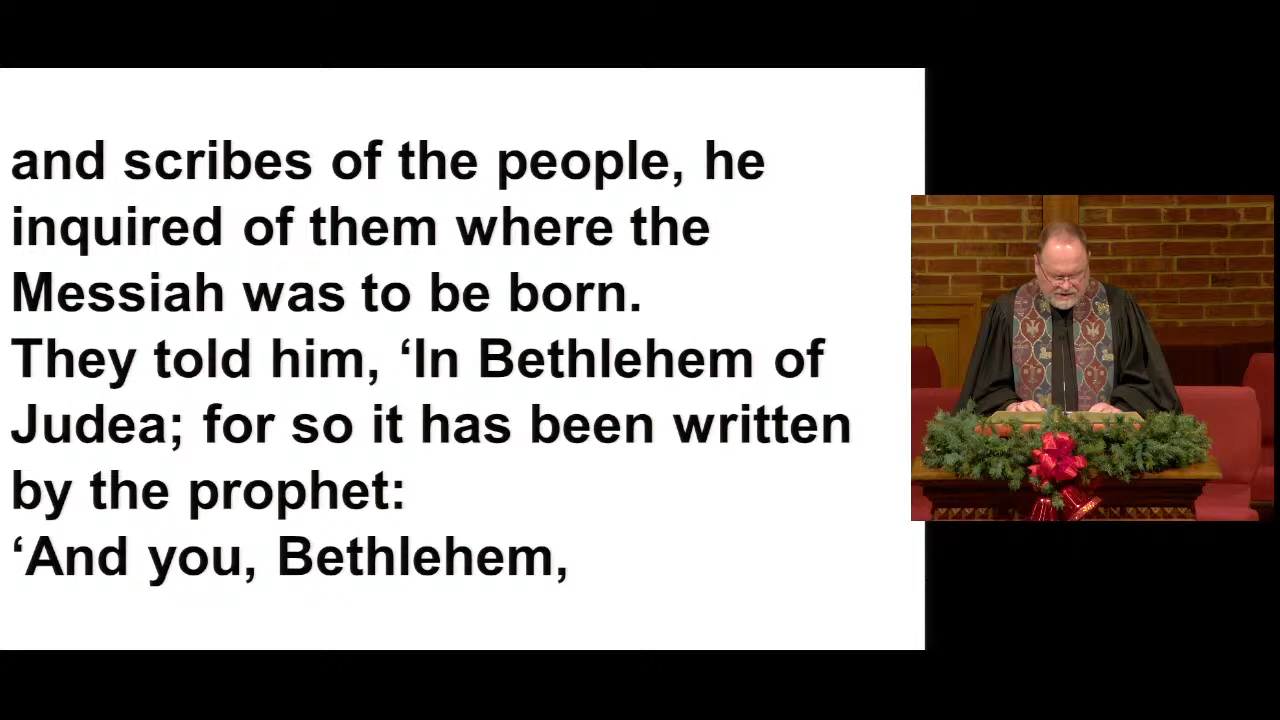 and scribes of the people, he
inquired of them where the
Messiah was to be born.
They told him, ‘In Bethlehem of
Judea; for so it has been written
by the prophet:
‘And you, Bethlehem,